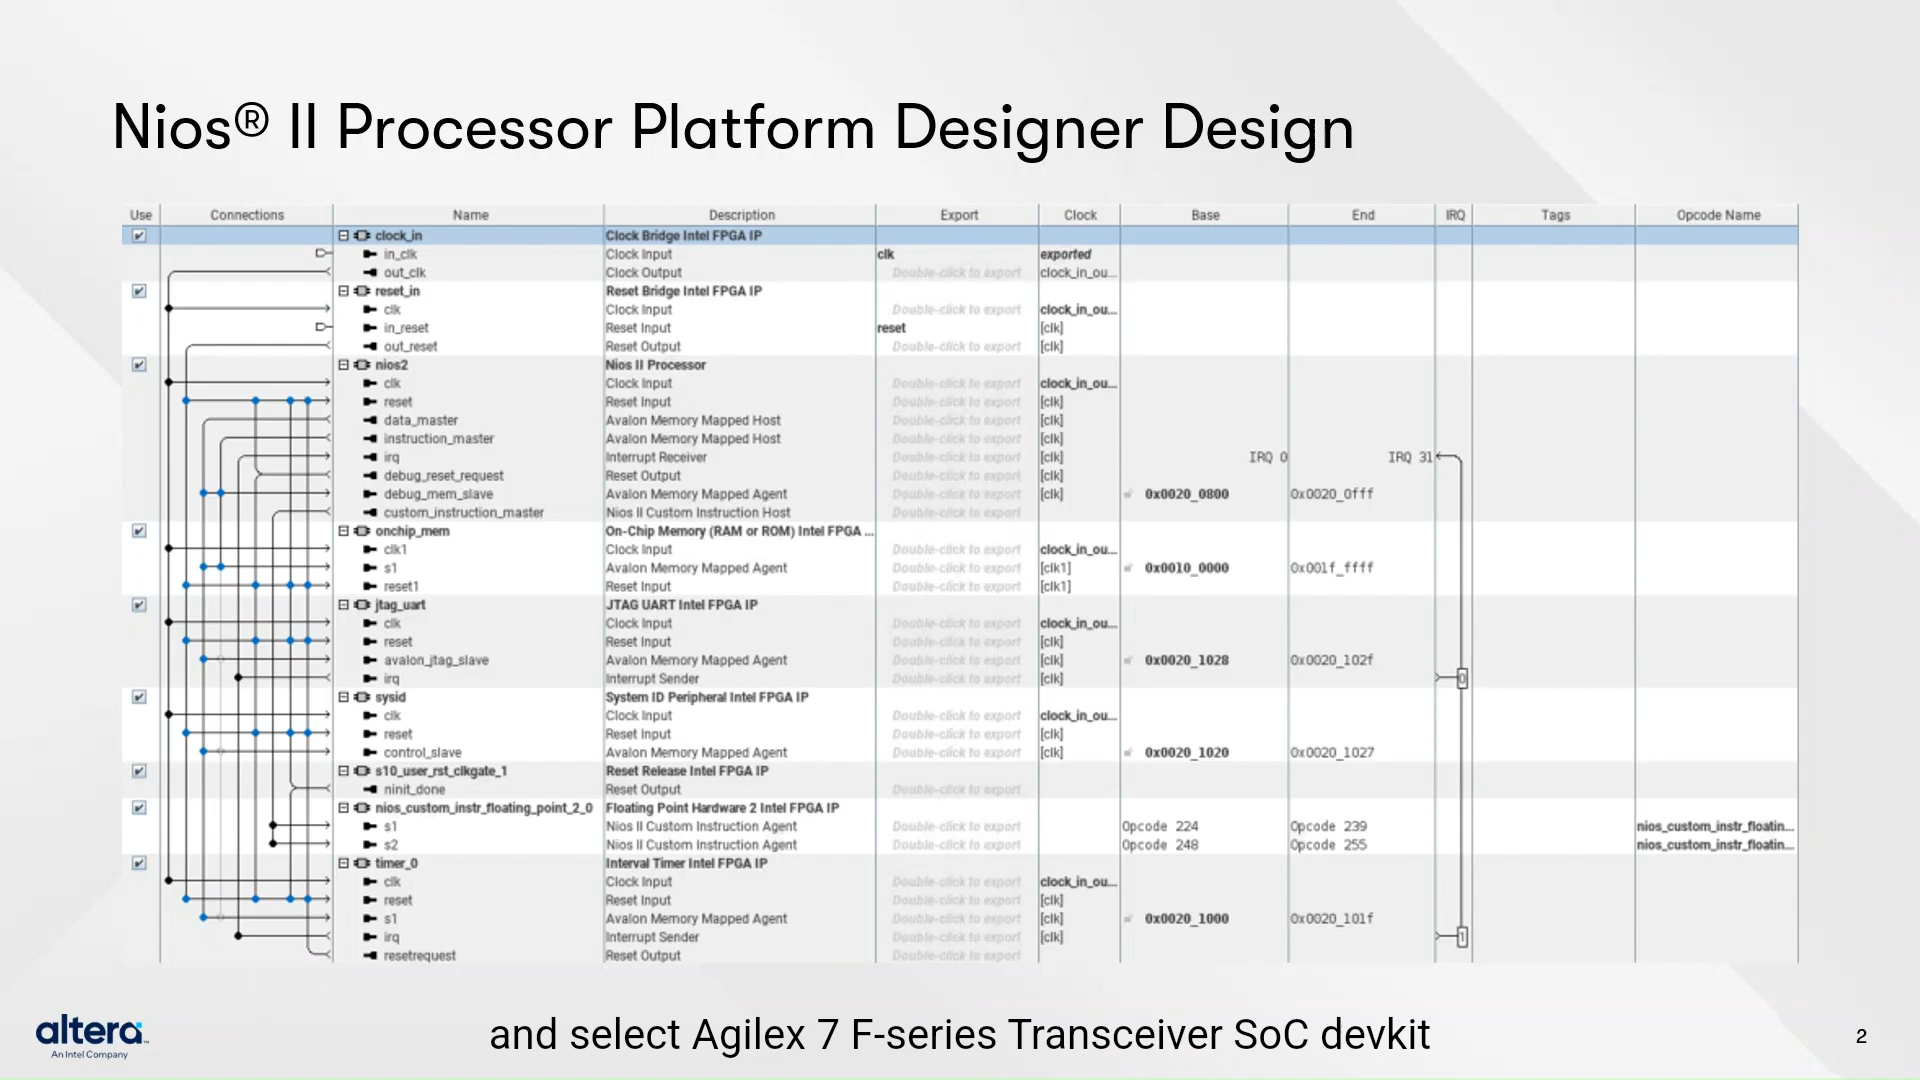 Nios® II Processor Platform Designer Design
Use Connections Name Description Export Clock Base End IRQ Tags Opcode Name
clock_in Clock Bridge Intel FPGA IP
in_clk Clock Input clk exported
out_clk Clock Output Double-click to export clock_in_ou...
reset_in Reset Bridge Intel FPGA IP
clk Clock Input Double-click to export clock_in_ou...
in_reset Reset Input reset [clk]
out_reset Reset Output Double-click to export [clk]
nios2 Nios II Processor
clk Clock Input Double-click to export clock_in_ou...
reset Reset Input Double-click to export [clk]
data_master Avalon Memory Mapped Host Double-click to export [clk]
instruction_master Avalon Memory Mapped Host Double-click to export [clk]
irq Interrupt Receiver Double-click to export [clk] IRQ 0 IRQ 31
debug_reset_request Reset Output Double-click to export [clk]
debug_mem_slave Avalon Memory Mapped Agent Double-click to export [clk] 0x0020_0800 0x0020_0fff
custom_instruction_master Nios II Custom Instruction Host Double-click to export
onchip_mem On-Chip Memory (RAM or ROM) Intel FPGA ...
clk1 Clock Input Double-click to export clock_in_ou...
s1 Avalon Memory Mapped Agent Double-click to export [clk1] 0x0010_0000 0x001f_ffff
reset1 Reset Input Double-click to export [clk1]
jtag_uart JTAG UART Intel FPGA IP
clk Clock Input Double-click to export clock_in_ou...
reset Reset Input Double-click to export [clk]
avalon_jtag_slave Avalon Memory Mapped Agent Double-click to export [clk] 0x0020_1028 0x0020_102f
irq Interrupt Sender Double-click to export [clk] 0
sysid System ID Peripheral Intel FPGA IP
clk Clock Input Double-click to export clock_in_ou...
reset Reset Input Double-click to export [clk]
control_slave Avalon Memory Mapped Agent Double-click to export [clk] 0x0020_1020 0x0020_1027
s10_user_rst_clkgate_1 Reset Release Intel FPGA IP
ninit_done Reset Output Double-click to export
nios_custom_instr_floating_point_2_0 Floating Point Hardware 2 Intel FPGA IP
s1 Nios II Custom Instruction Agent Double-click to export Opcode 224 Opcode 239 nios_custom_instr_floatin...
s2 Nios II Custom Instruction Agent Double-click to export Opcode 248 Opcode 255 nios_custom_instr_floatin...
timer_0 Interval Timer Intel FPGA IP
clk Clock Input Double-click to export clock_in_ou...
reset Reset Input Double-click to export [clk]
s1 Avalon Memory Mapped Agent Double-click to export [clk] 0x0020_1000 0x0020_101f
irq Interrupt Sender Double-click to export [clk] 1
resetrequest Reset Output Double-click to export
altera
An Intel Company
and select Agilex 7 F-series Transceiver SoC devkit
2